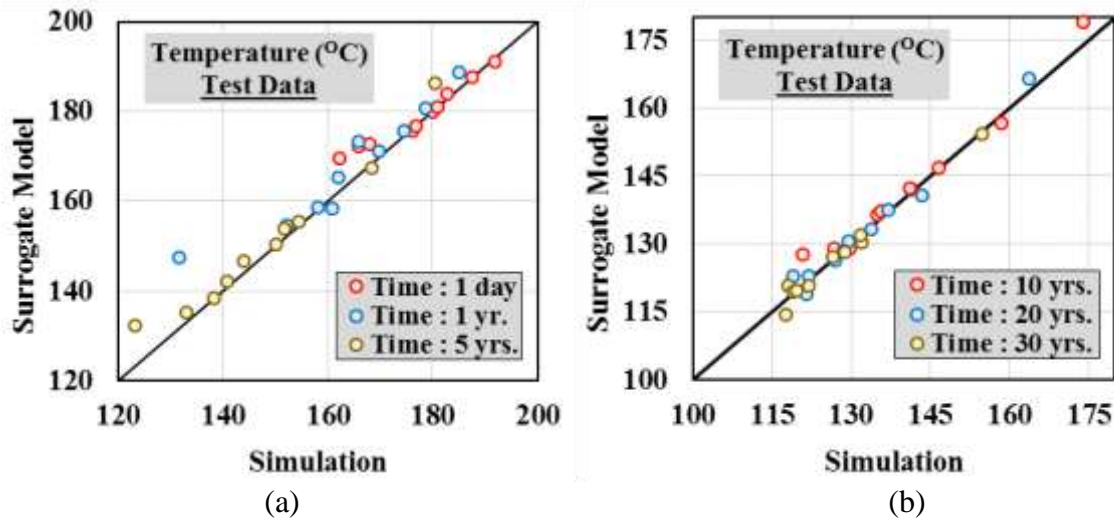 200
180
160
140
120
Surrogate Model
Temperature (ᴼC)
Test Data
Time : 1 day
Time : 1 yr.
Time : 5 yrs.
120 140 160 180 200
Simulation
(a)
175
160
145
130
115
100
Surrogate Model
Temperature (ᴼC)
Test Data
Time : 10 yrs.
Time : 20 yrs.
Time : 30 yrs.
100 115 130 145 160 175
Simulation
(b)